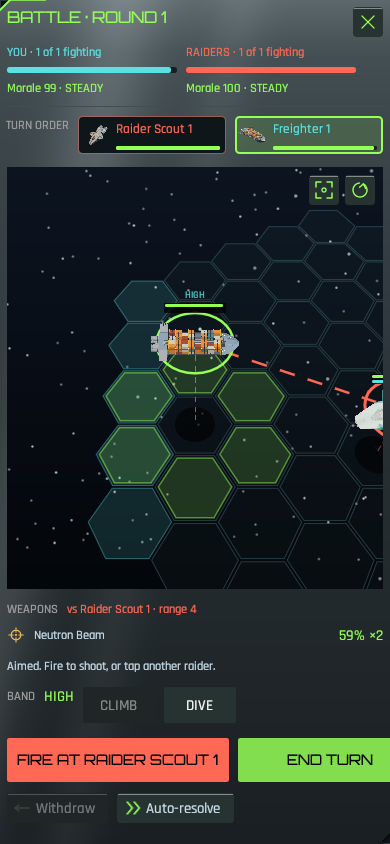 BATTLE · ROUND 1
YOU · 1 of 1 fighting
RAIDERS · 1 of 1 fighting
Morale 99 · STEADY
Morale 100 · STEADY
TURN ORDER
Raider Scout 1
Freighter 1
HIGH
WEAPONS vs Raider Scout 1 · range 4
Neutron Beam 59% ×2
Aimed. Fire to shoot, or tap another raider.
BAND HIGH CLIMB DIVE
FIRE AT RAIDER SCOUT 1 END TURN
Withdraw Auto-resolve